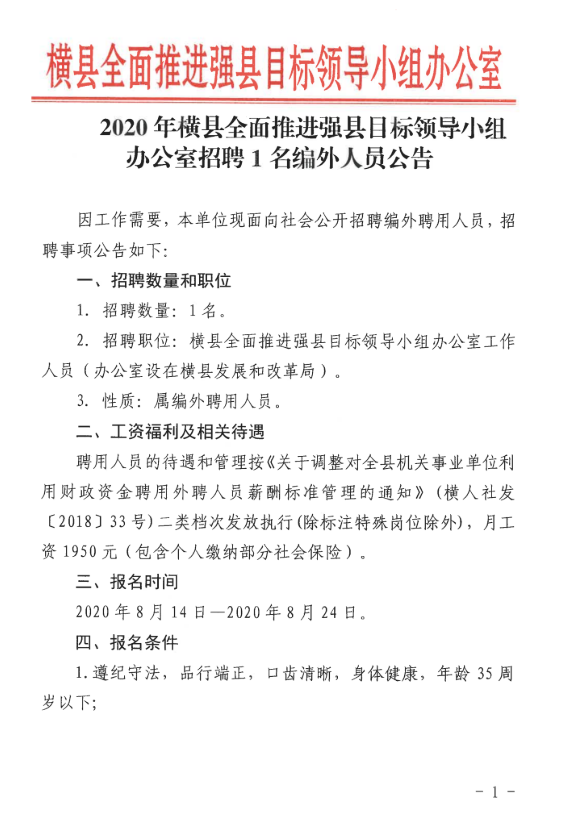 横县全面推进强县目标领导小组办公室
2020年横县全面推进强县目标领导小组
办公室招聘1名编外人员公告
因工作需要，本单位现面向社会公开招聘编外聘用人员，招
聘事项公告如下：
一、招聘数量和职位
1. 招聘数量：1名。
2. 招聘职位：横县全面推进强县目标领导小组办公室工作
人员（办公室设在横县发展和改革局）。
3. 性质：属编外聘用人员。
二、工资福利及相关待遇
聘用人员的待遇和管理按《关于调整对全县机关事业单位利
用财政资金聘用外聘人员薪酬标准管理的通知》(横人社发
〔2018〕33号)二类档次发放执行(除标注特殊岗位除外)，月工
资1950元（包含个人缴纳部分社会保险）。
三、报名时间
2020年8月14日—2020年8月24日。
四、报名条件
1.遵纪守法，品行端正，口齿清晰，身体健康，年龄35周
岁以下；
- 1 -